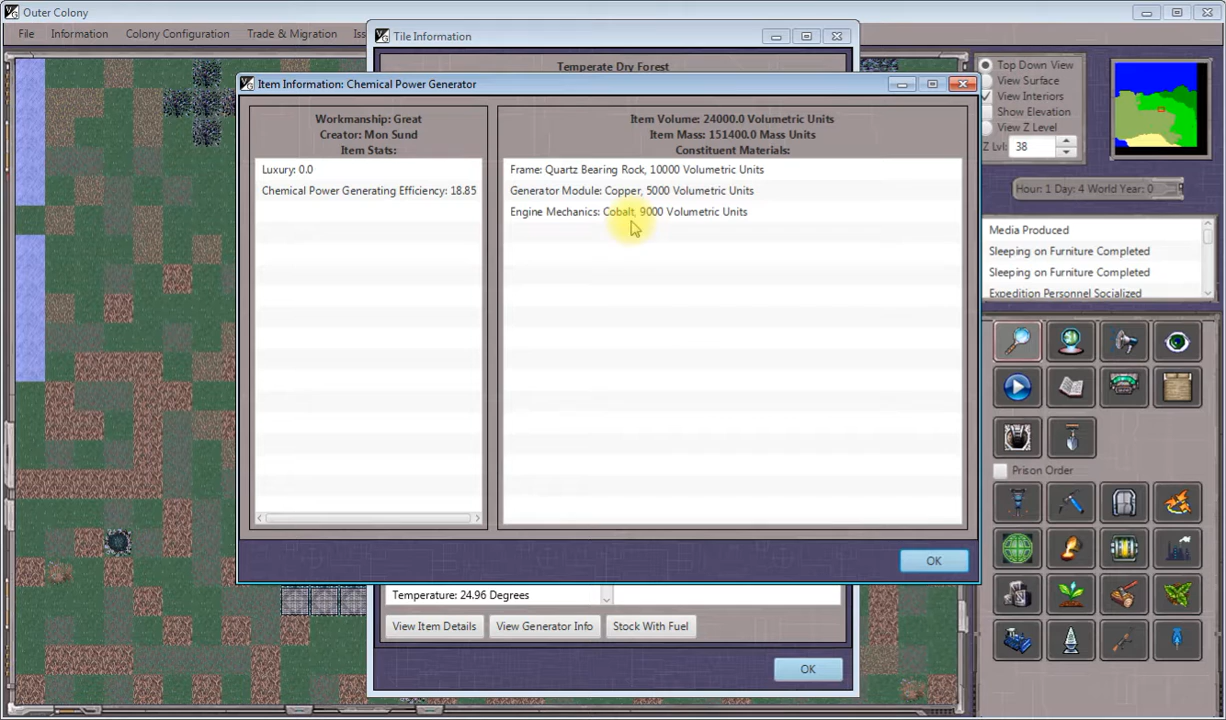 Outer Colony
File Information Colony Configuration Trade & Migration
Tile Information
Temperate Dry Forest
Item Information: Chemical Power Generator
Workmanship: Great
Creator: Mon Sund
Item Stats:
Luxury: 0.0
Chemical Power Generating Efficiency: 18.85
Item Volume: 24000.0 Volumetric Units
Item Mass: 151400.0 Mass Units
Constituent Materials:
Frame: Quartz Bearing Rock, 10000 Volumetric Units
Generator Module: Copper, 5000 Volumetric Units
Engine Mechanics: Cobalt, 9000 Volumetric Units
OK
Temperature: 24.96 Degrees
View Item Details View Generator Info Stock With Fuel
OK
Top Down View
View Surface
View Interiors
Show Elevation
View Z Level
Z Lvl: 38
Hour: 1 Day: 4 World Year: 0
Media Produced
Sleeping on Furniture Completed
Sleeping on Furniture Completed
Expedition Personnel Socialized
Prison Order